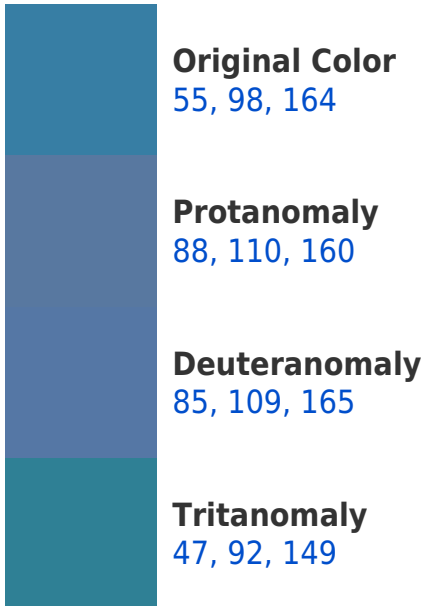 Original Color
55, 98, 164
Protanomaly
88, 110, 160
Deuteranomaly
85, 109, 165
Tritanomaly
47, 92, 149